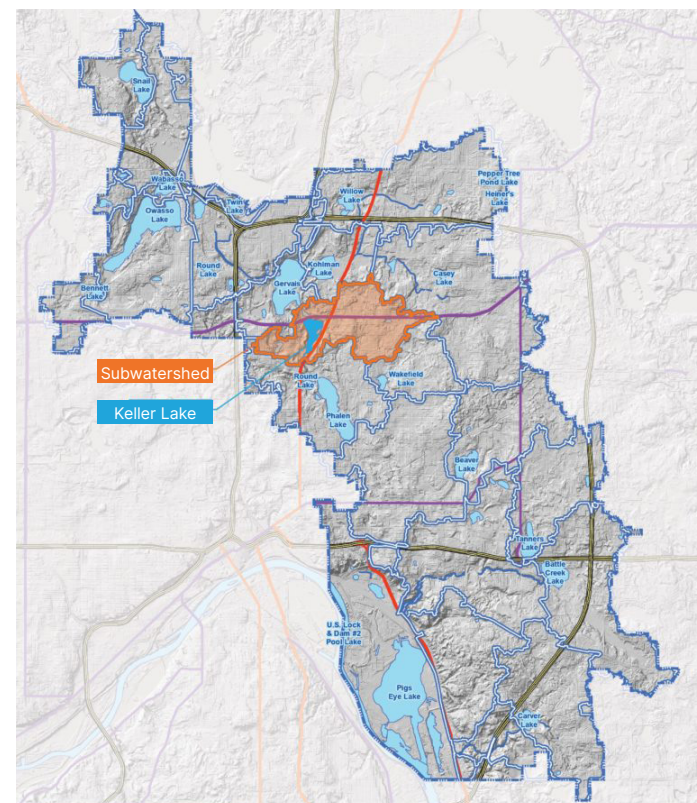 Snail
Lake
Wabasso
Lake
Owasso
Lake
Twin
Lake
Willow
Lake
Pepper Tree
Pond Lake
Heiner's
Lake
Round
Lake
Kohlman
Lake
Gervais
Lake
Casey
Lake
Bennett
Lake
Subwatershed
Keller Lake
Round
Lake
Wakefield
Lake
Phalen
Lake
Beaver
Lake
Tanners
Lake
Battle
Creek
Lake
U.S. Lock
& Dam #2
Pool Lake
Pigs
Eye Lake
Carver
Lake